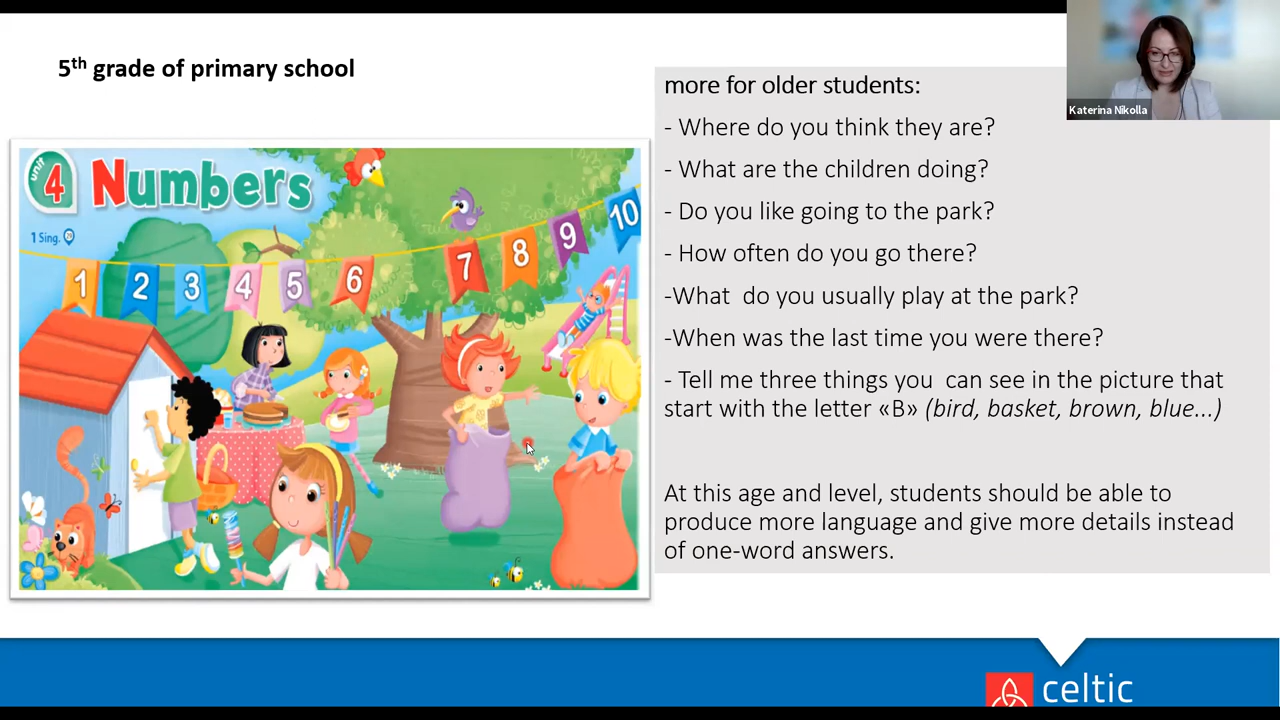 5th grade of primary school
Katerina Nikolla
unit 4 Numbers
1 Sing.
1 2 3 4 5 6 7 8 9 10
more for older students:
- Where do you think they are?
- What are the children doing?
- Do you like going to the park?
- How often do you go there?
-What do you usually play at the park?
-When was the last time you were there?
- Tell me three things you can see in the picture that
start with the letter «B» (bird, basket, brown, blue...)
At this age and level, students should be able to
produce more language and give more details instead
of one-word answers.
celtic